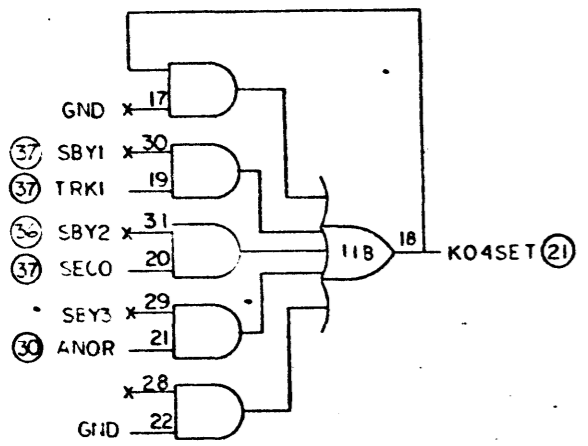 GND 17
37 SBY1 30
37 TRK1 19
36 SBY2 31
37 SECO 20
SBY3 29
30 ANOR 21
28
GND 22
11B
18 K04SET 21